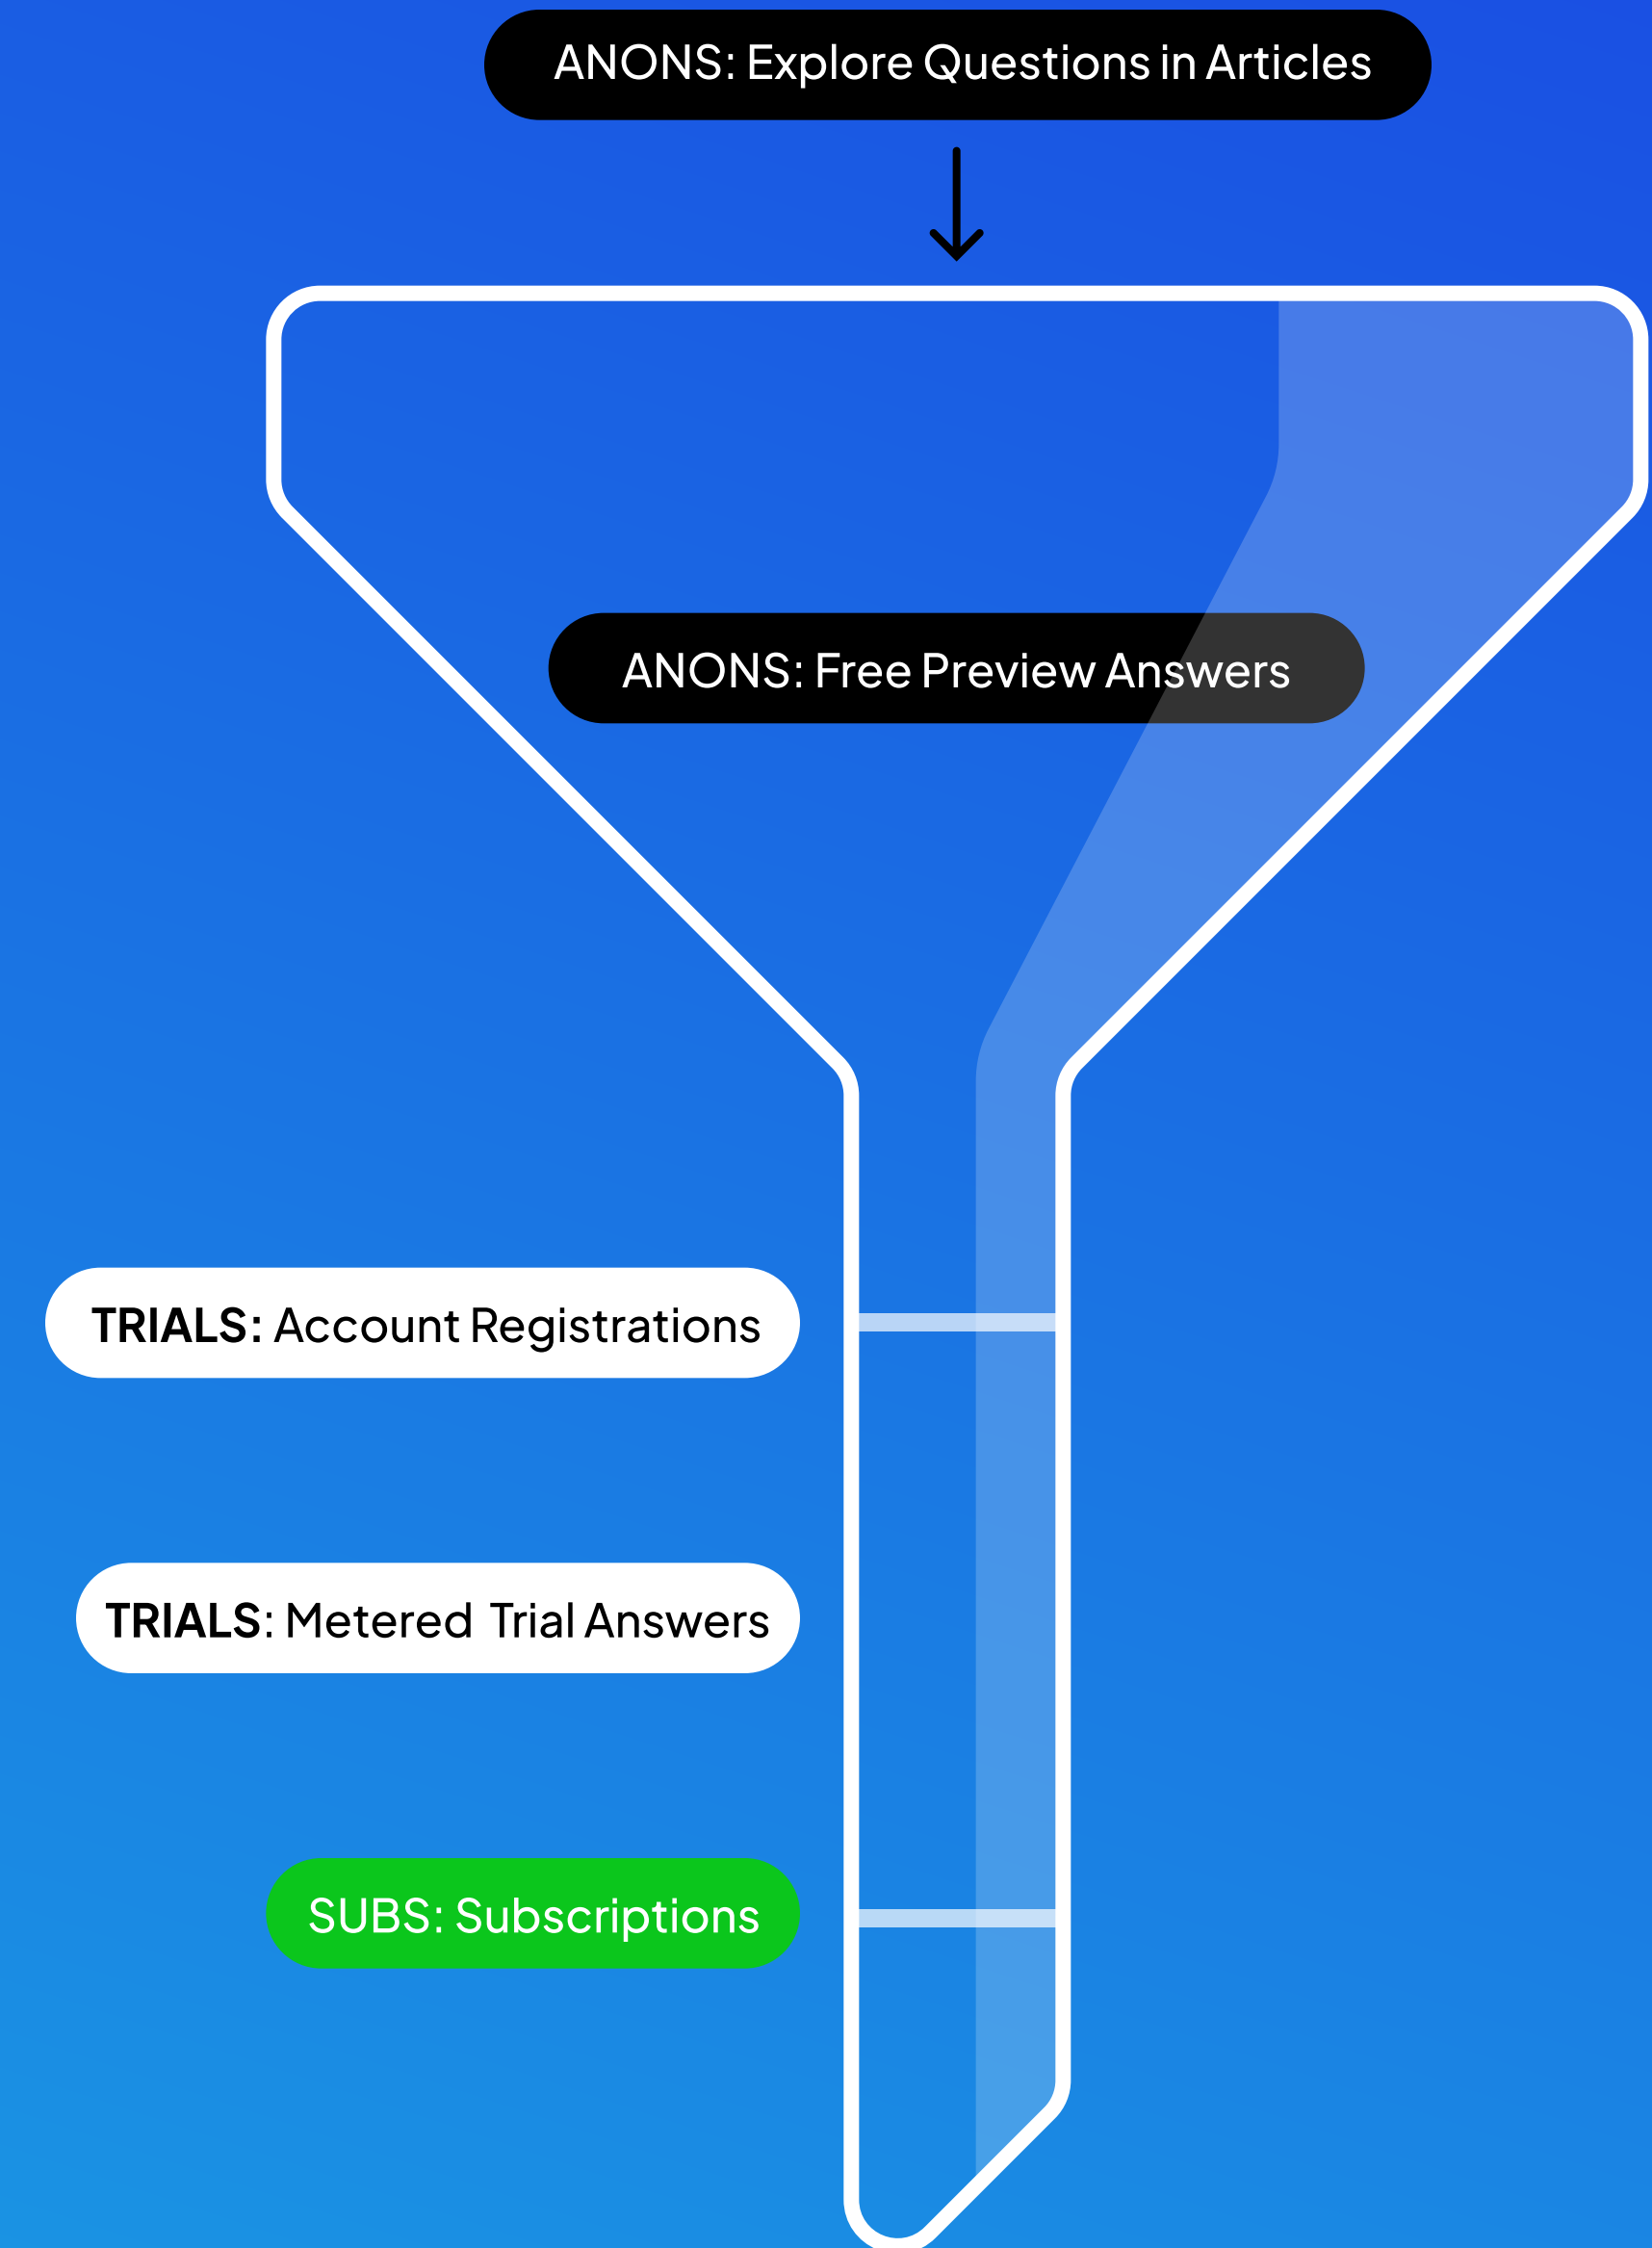 ANONS: Explore Questions in Articles
ANONS: Free Preview Answers
TRIALS: Account Registrations
TRIALS: Metered Trial Answers
SUBS: Subscriptions